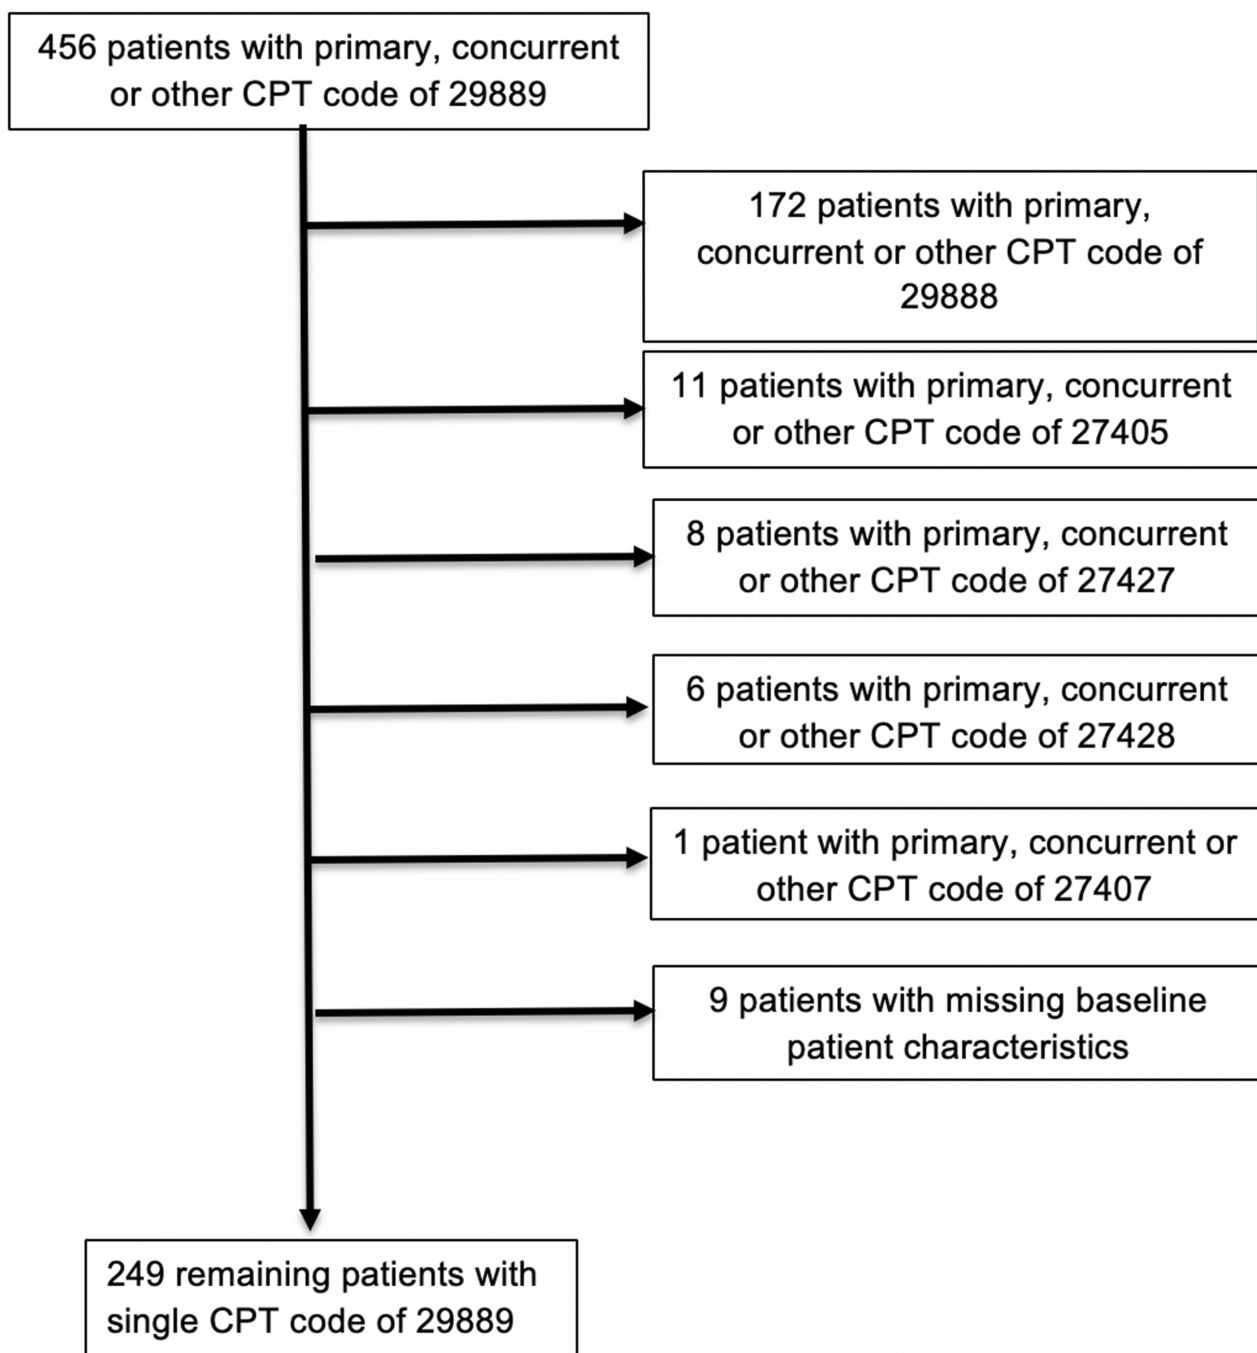 456 patients with primary, concurrent
or other CPT code of 29889
172 patients with primary,
concurrent or other CPT code of
29888
11 patients with primary, concurrent
or other CPT code of 27405
8 patients with primary, concurrent
or other CPT code of 27427
6 patients with primary, concurrent
or other CPT code of 27428
1 patient with primary, concurrent or
other CPT code of 27407
9 patients with missing baseline
patient characteristics
249 remaining patients with
single CPT code of 29889